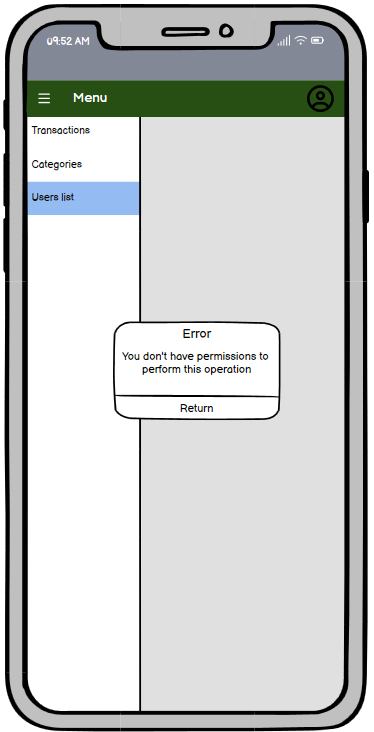 09:52 AM
Menu
Transactions
Categories
Users list
Error
You don't have permissions to
perform this operation
Return